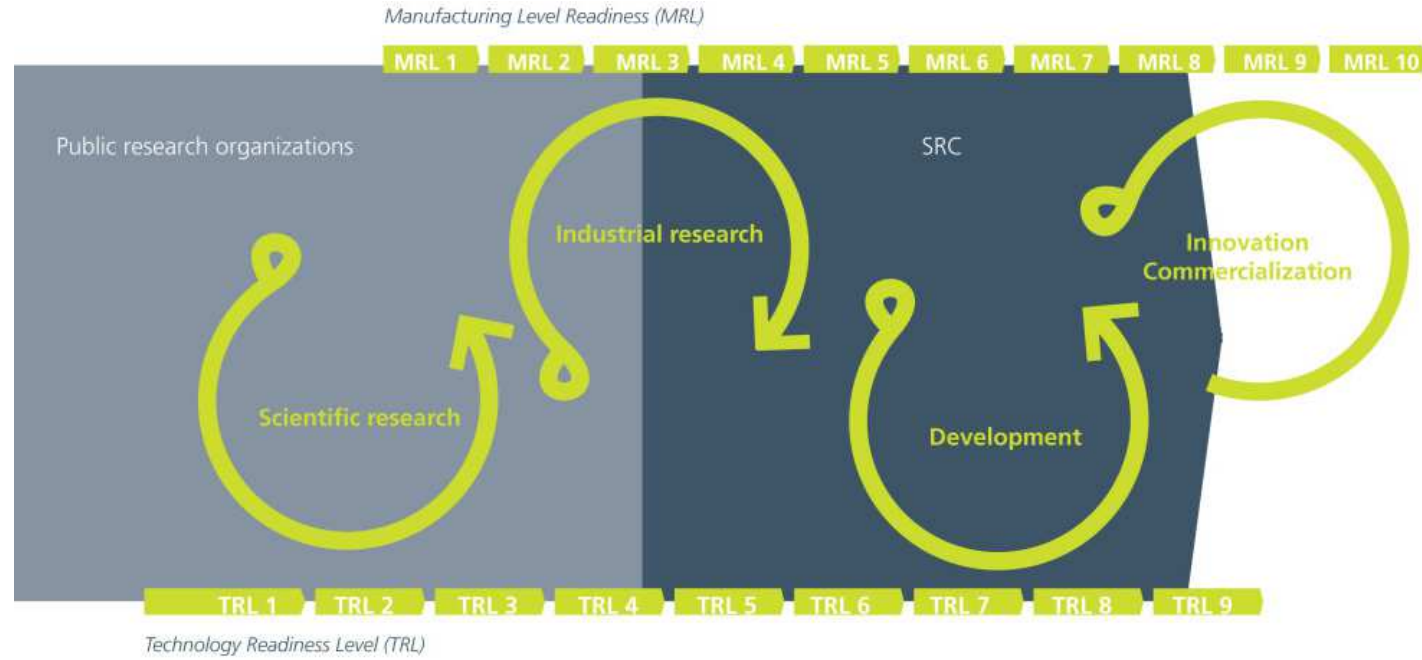 Manufacturing Level Readiness (MRL)
MRL 1 MRL 2 MRL 3 MRL 4 MRL 5 MRL 6 MRL 7 MRL 8 MRL 9 MRL 10
Public research organizations
SRC
Industrial research
Innovation
Commercialization
Scientific research
Development
TRL 1 TRL 2 TRL 3 TRL 4 TRL 5 TRL 6 TRL 7 TRL 8 TRL 9
Technology Readiness Level (TRL)